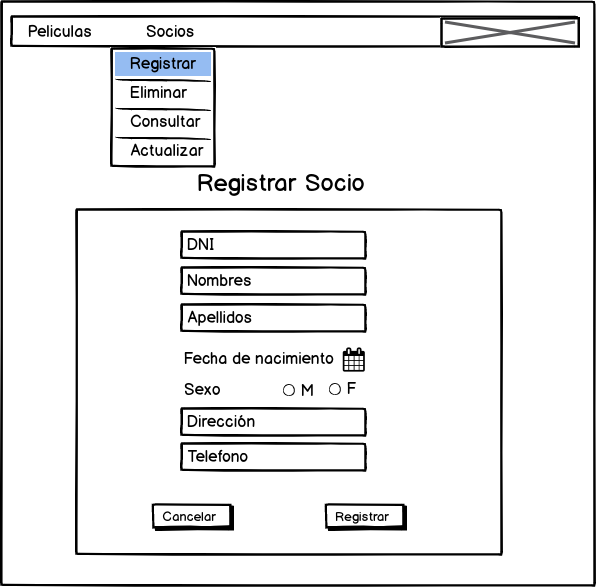 Peliculas Socios
Registrar
Eliminar
Consultar
Actualizar
Registrar Socio
DNI
Nombres
Apellidos
Fecha de nacimiento
Sexo M F
Dirección
Telefono
Cancelar Registrar